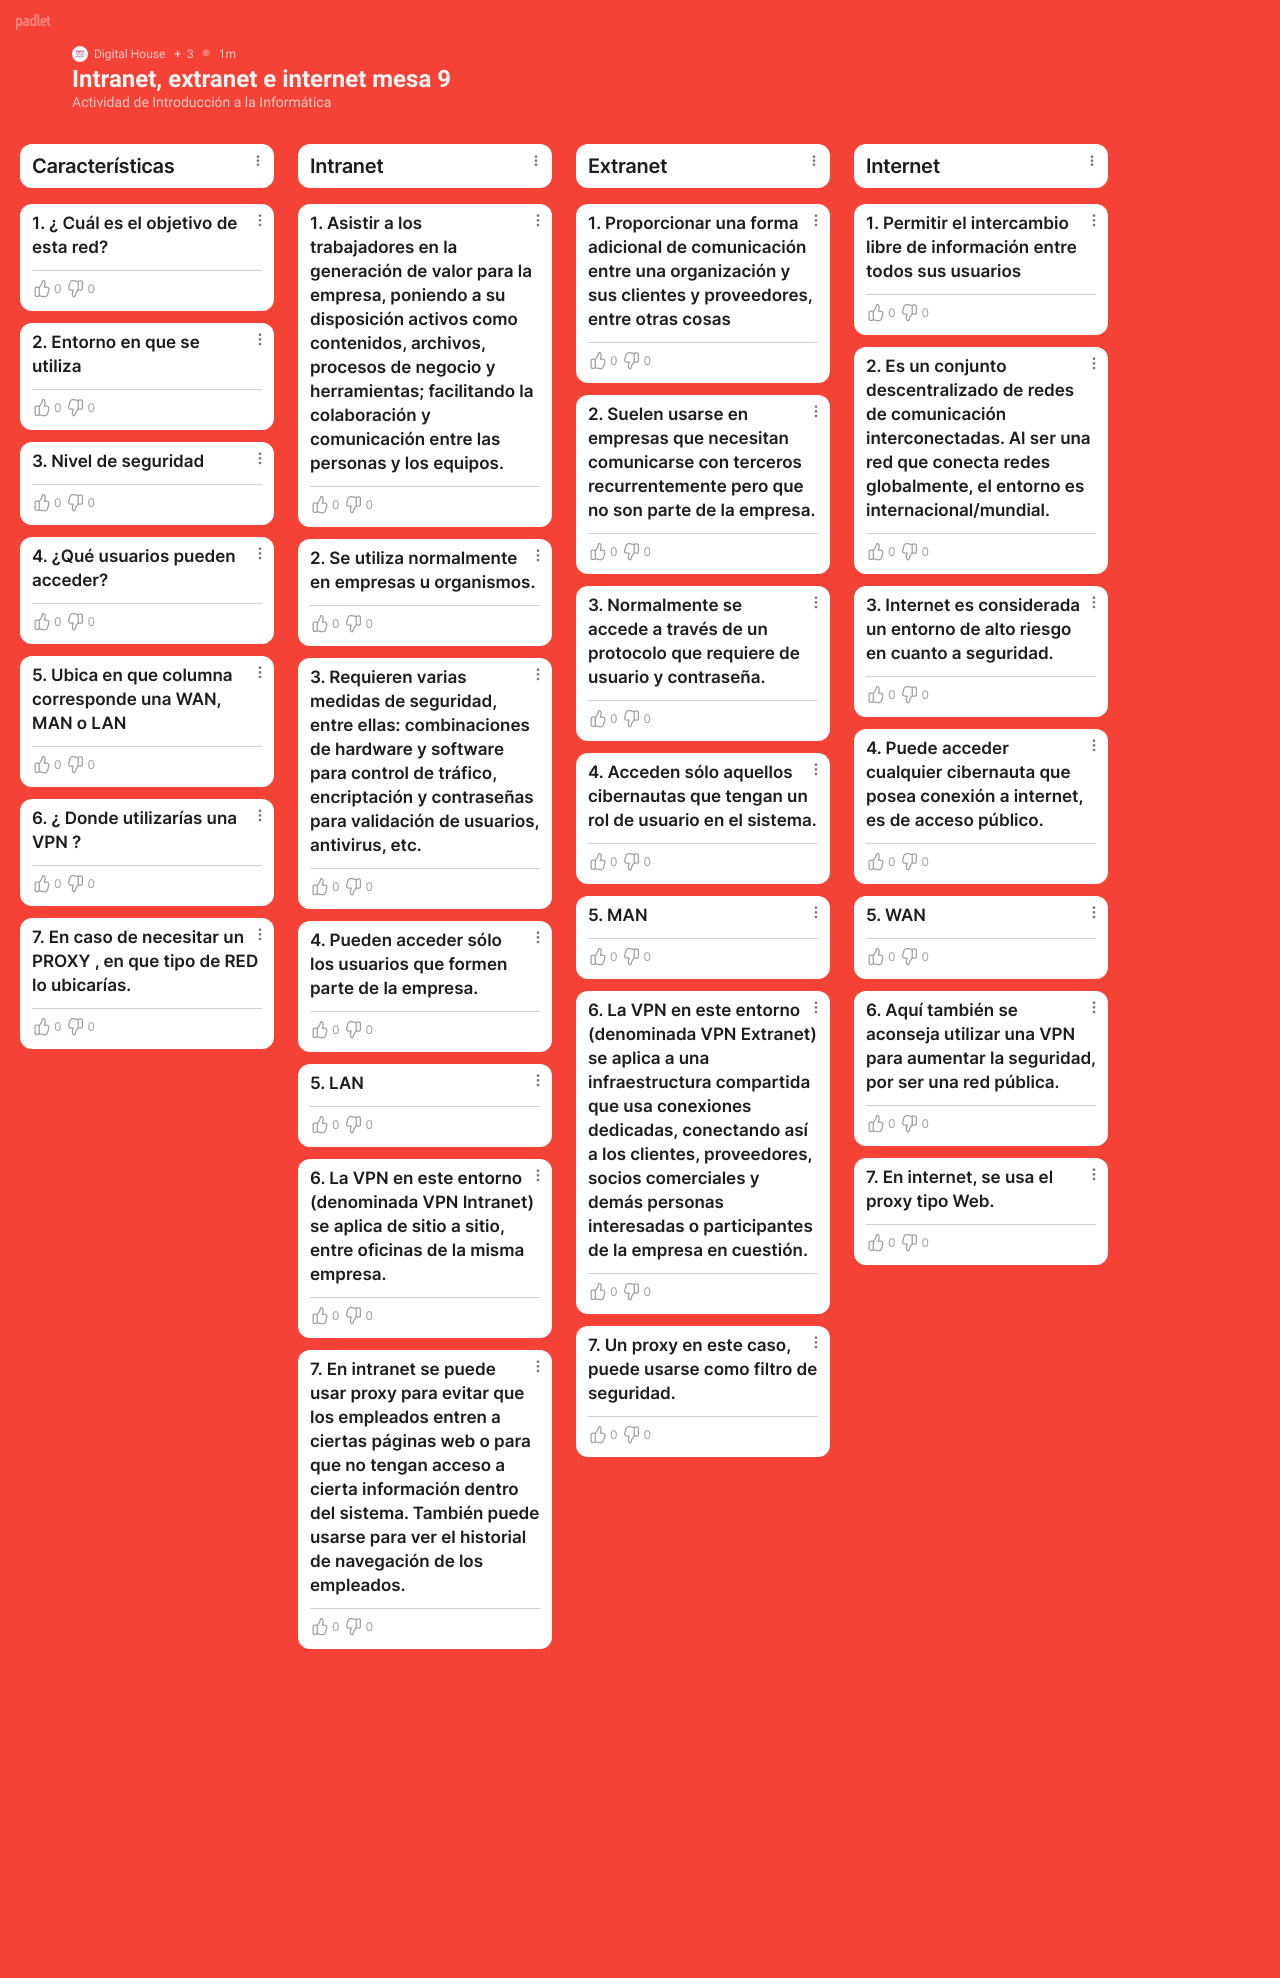 padlet
Digital House + 3 1m
Intranet, extranet e internet mesa 9
Actividad de Introducción a la Informática
Características
1. ¿ Cuál es el objetivo de
esta red?
0 0
2. Entorno en que se
utiliza
0 0
3. Nivel de seguridad
0 0
4. ¿Qué usuarios pueden
acceder?
0 0
5. Ubica en que columna
corresponde una WAN,
MAN o LAN
0 0
6. ¿ Donde utilizarías una
VPN ?
0 0
7. En caso de necesitar un
PROXY , en que tipo de RED
lo ubicarías.
0 0
Intranet
1. Asistir a los
trabajadores en la
generación de valor para la
empresa, poniendo a su
disposición activos como
contenidos, archivos,
procesos de negocio y
herramientas; facilitando la
colaboración y
comunicación entre las
personas y los equipos.
0 0
2. Se utiliza normalmente
en empresas u organismos.
0 0
3. Requieren varias
medidas de seguridad,
entre ellas: combinaciones
de hardware y software
para control de tráfico,
encriptación y contraseñas
para validación de usuarios,
antivirus, etc.
0 0
4. Pueden acceder sólo
los usuarios que formen
parte de la empresa.
0 0
5. LAN
0 0
6. La VPN en este entorno
(denominada VPN Intranet)
se aplica de sitio a sitio,
entre oficinas de la misma
empresa.
0 0
7. En intranet se puede
usar proxy para evitar que
los empleados entren a
ciertas páginas web o para
que no tengan acceso a
cierta información dentro
del sistema. También puede
usarse para ver el historial
de navegación de los
empleados.
0 0
Extranet
1. Proporcionar una forma
adicional de comunicación
entre una organización y
sus clientes y proveedores,
entre otras cosas
0 0
2. Suelen usarse en
empresas que necesitan
comunicarse con terceros
recurrentemente pero que
no son parte de la empresa.
0 0
3. Normalmente se
accede a través de un
protocolo que requiere de
usuario y contraseña.
0 0
4. Acceden sólo aquellos
cibernautas que tengan un
rol de usuario en el sistema.
0 0
5. MAN
0 0
6. La VPN en este entorno
(denominada VPN Extranet)
se aplica a una
infraestructura compartida
que usa conexiones
dedicadas, conectando así
a los clientes, proveedores,
socios comerciales y
demás personas
interesadas o participantes
de la empresa en cuestión.
0 0
7. Un proxy en este caso,
puede usarse como filtro de
seguridad.
0 0
Internet
1. Permitir el intercambio
libre de información entre
todos sus usuarios
0 0
2. Es un conjunto
descentralizado de redes
de comunicación
interconectadas. Al ser una
red que conecta redes
globalmente, el entorno es
internacional/mundial.
0 0
3. Internet es considerada
un entorno de alto riesgo
en cuanto a seguridad.
0 0
4. Puede acceder
cualquier cibernauta que
posea conexión a internet,
es de acceso público.
0 0
5. WAN
0 0
6. Aquí también se
aconseja utilizar una VPN
para aumentar la seguridad,
por ser una red pública.
0 0
7. En internet, se usa el
proxy tipo Web.
0 0